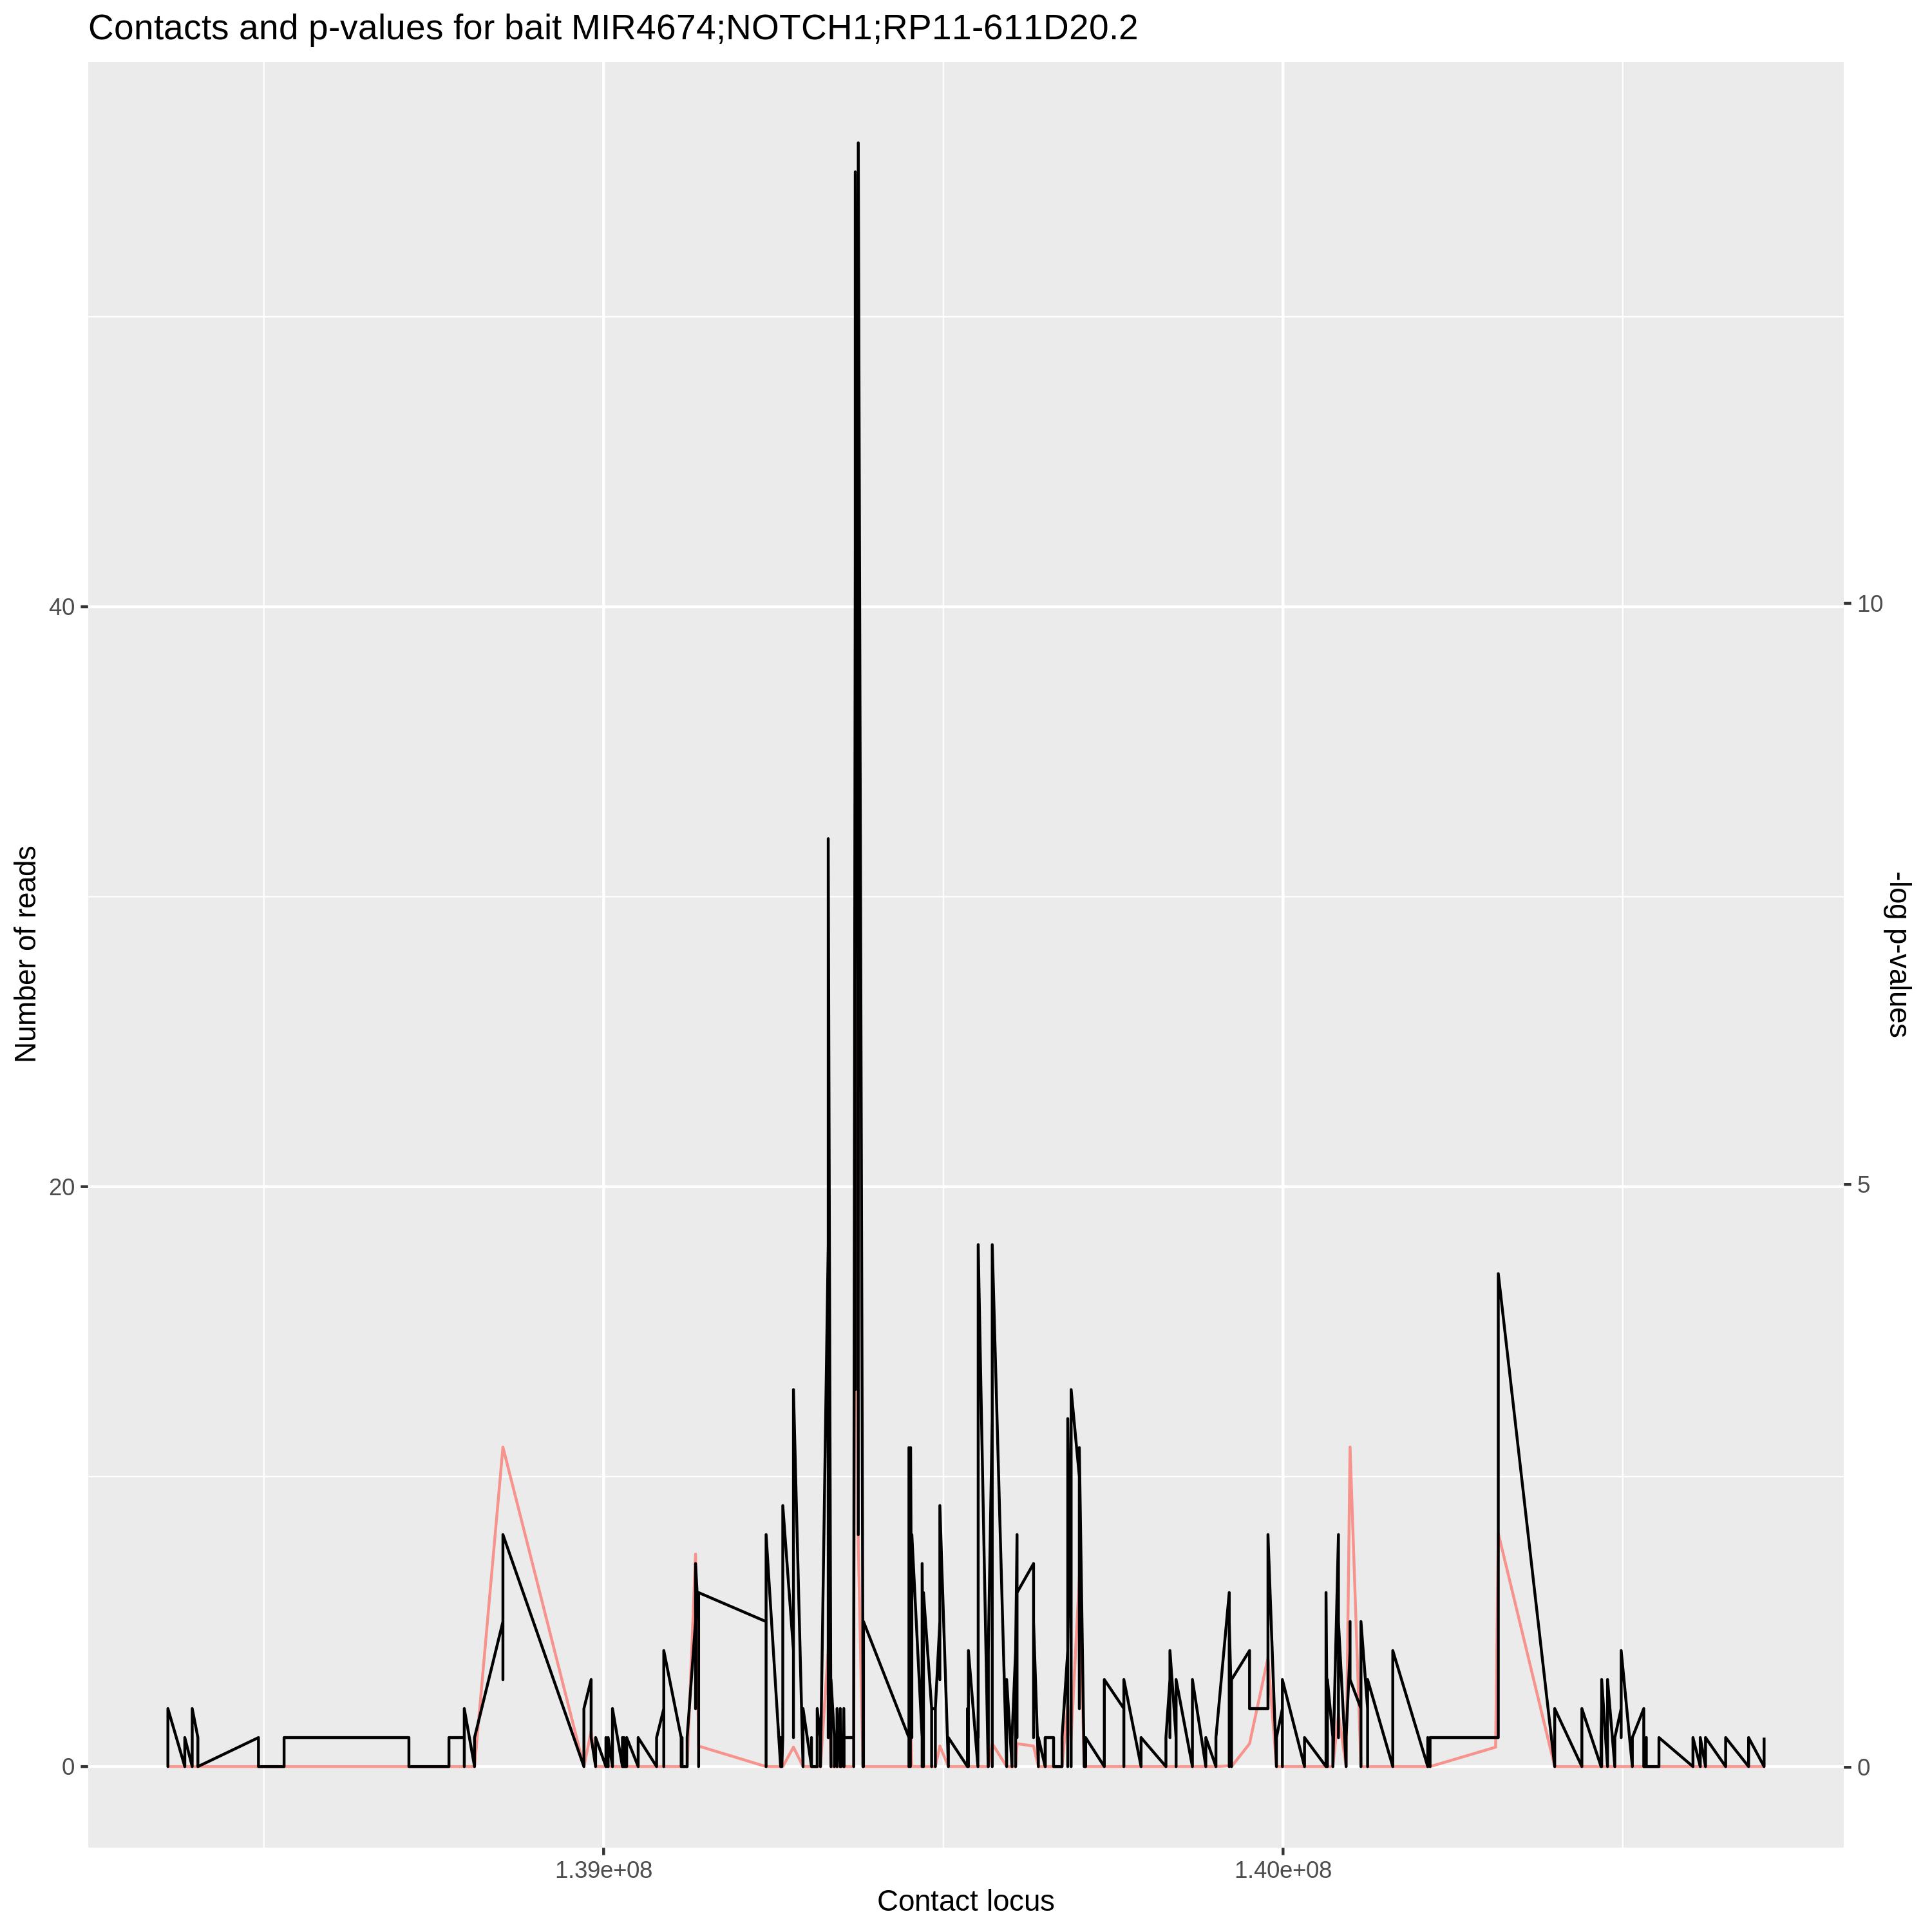 Contacts and p-values for bait MIR4674;NOTCH1;RP11-611D20.2
Number of reads
40
20
0
10
5
0
-log p-values
1.39e+08
1.40e+08
Contact locus